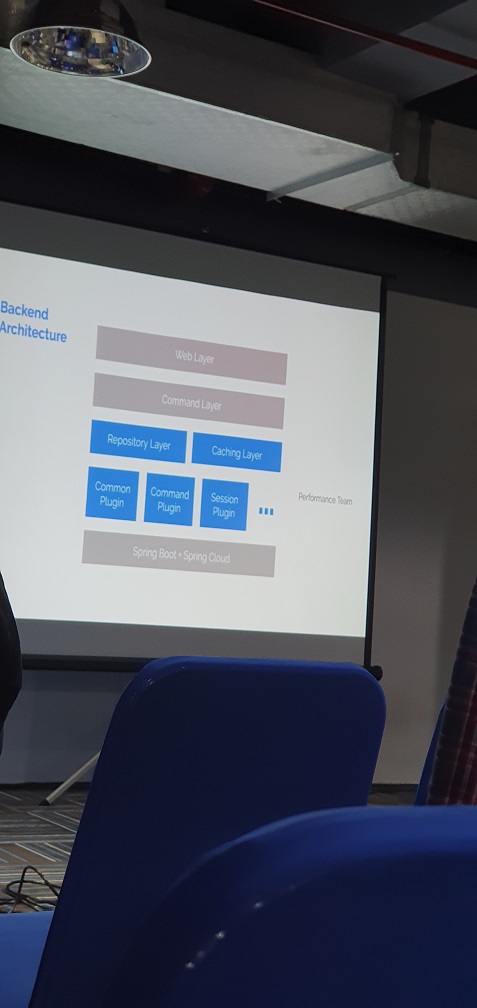 Backend
Architecture
Web Layer
Command Layer
Repository Layer
Caching Layer
Common
Plugin
Command
Plugin
Session
Plugin
Performance Team
Spring Boot + Spring Cloud